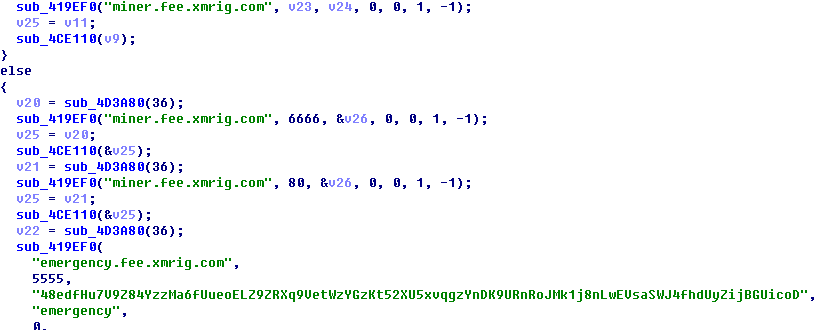 sub_419EF0("miner.fee.xmrig.com", v23, v24, 0, 0, 1, -1);
v25 = v11;
sub_4CE110(v9);
}
else
{
v20 = sub_4D3A80(36);
sub_419EF0("miner.fee.xmrig.com", 6666, &v26, 0, 0, 1, -1);
v25 = v20;
sub_4CE110(&v25);
v21 = sub_4D3A80(36);
sub_419EF0("miner.fee.xmrig.com", 80, &v26, 0, 0, 1, -1);
v25 = v21;
sub_4CE110(&v25);
v22 = sub_4D3A80(36);
sub_419EF0(
"emergency.fee.xmrig.com",
5555,
"48edfHu7V9Z84YzzMa6fUueoELZ9ZRXq9VetWzYGzKt52XU5xvqgzYnDK9URnRoJMk1j8nLwEVsaSWJ4fhdUyZijBGUicoD",
"emergency",
0,